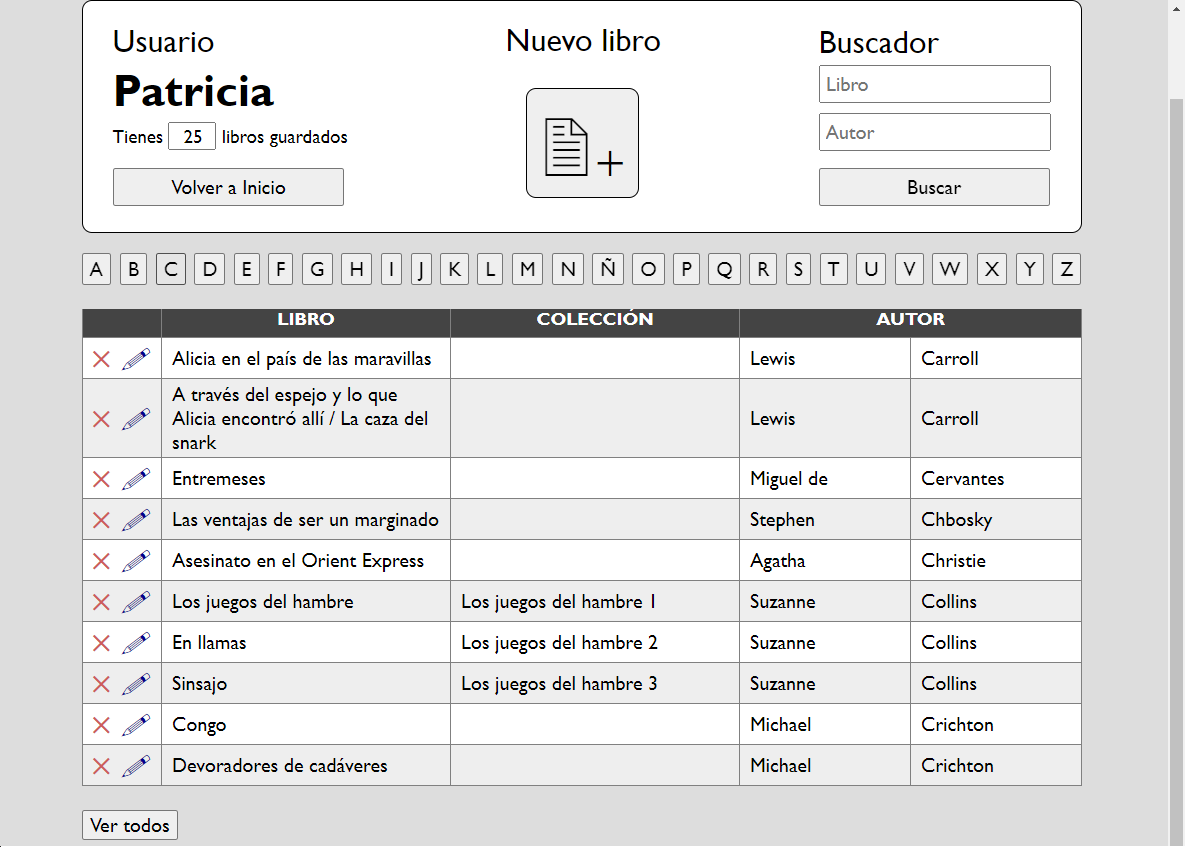 Usuario
Nuevo libro
Buscador
Patricia
Libro
Tienes 25 libros guardados
Autor
Volver a Inicio
Buscar
A B C D E F G H I J K L M N Ñ O P Q R S T U V W X Y Z
LIBRO COLECCIÓN AUTOR
Alicia en el país de las maravillas Lewis Carroll
A través del espejo y lo que
Alicia encontró allí / La caza del Lewis Carroll
snark
Entremeses Miguel de Cervantes
Las ventajas de ser un marginado Stephen Chbosky
Asesinato en el Orient Express Agatha Christie
Los juegos del hambre Los juegos del hambre 1 Suzanne Collins
En llamas Los juegos del hambre 2 Suzanne Collins
Sinsajo Los juegos del hambre 3 Suzanne Collins
Congo Michael Crichton
Devoradores de cadáveres Michael Crichton
Ver todos